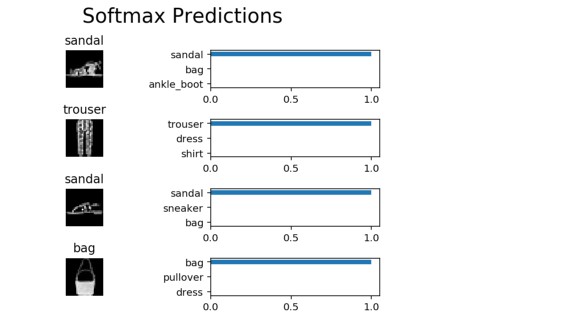 Softmax Predictions
sandal
sandal
bag
ankle_boot
0.0 0.5 1.0
trouser
trouser
dress
shirt
0.0 0.5 1.0
sandal
sandal
sneaker
bag
0.0 0.5 1.0
bag
bag
pullover
dress
0.0 0.5 1.0